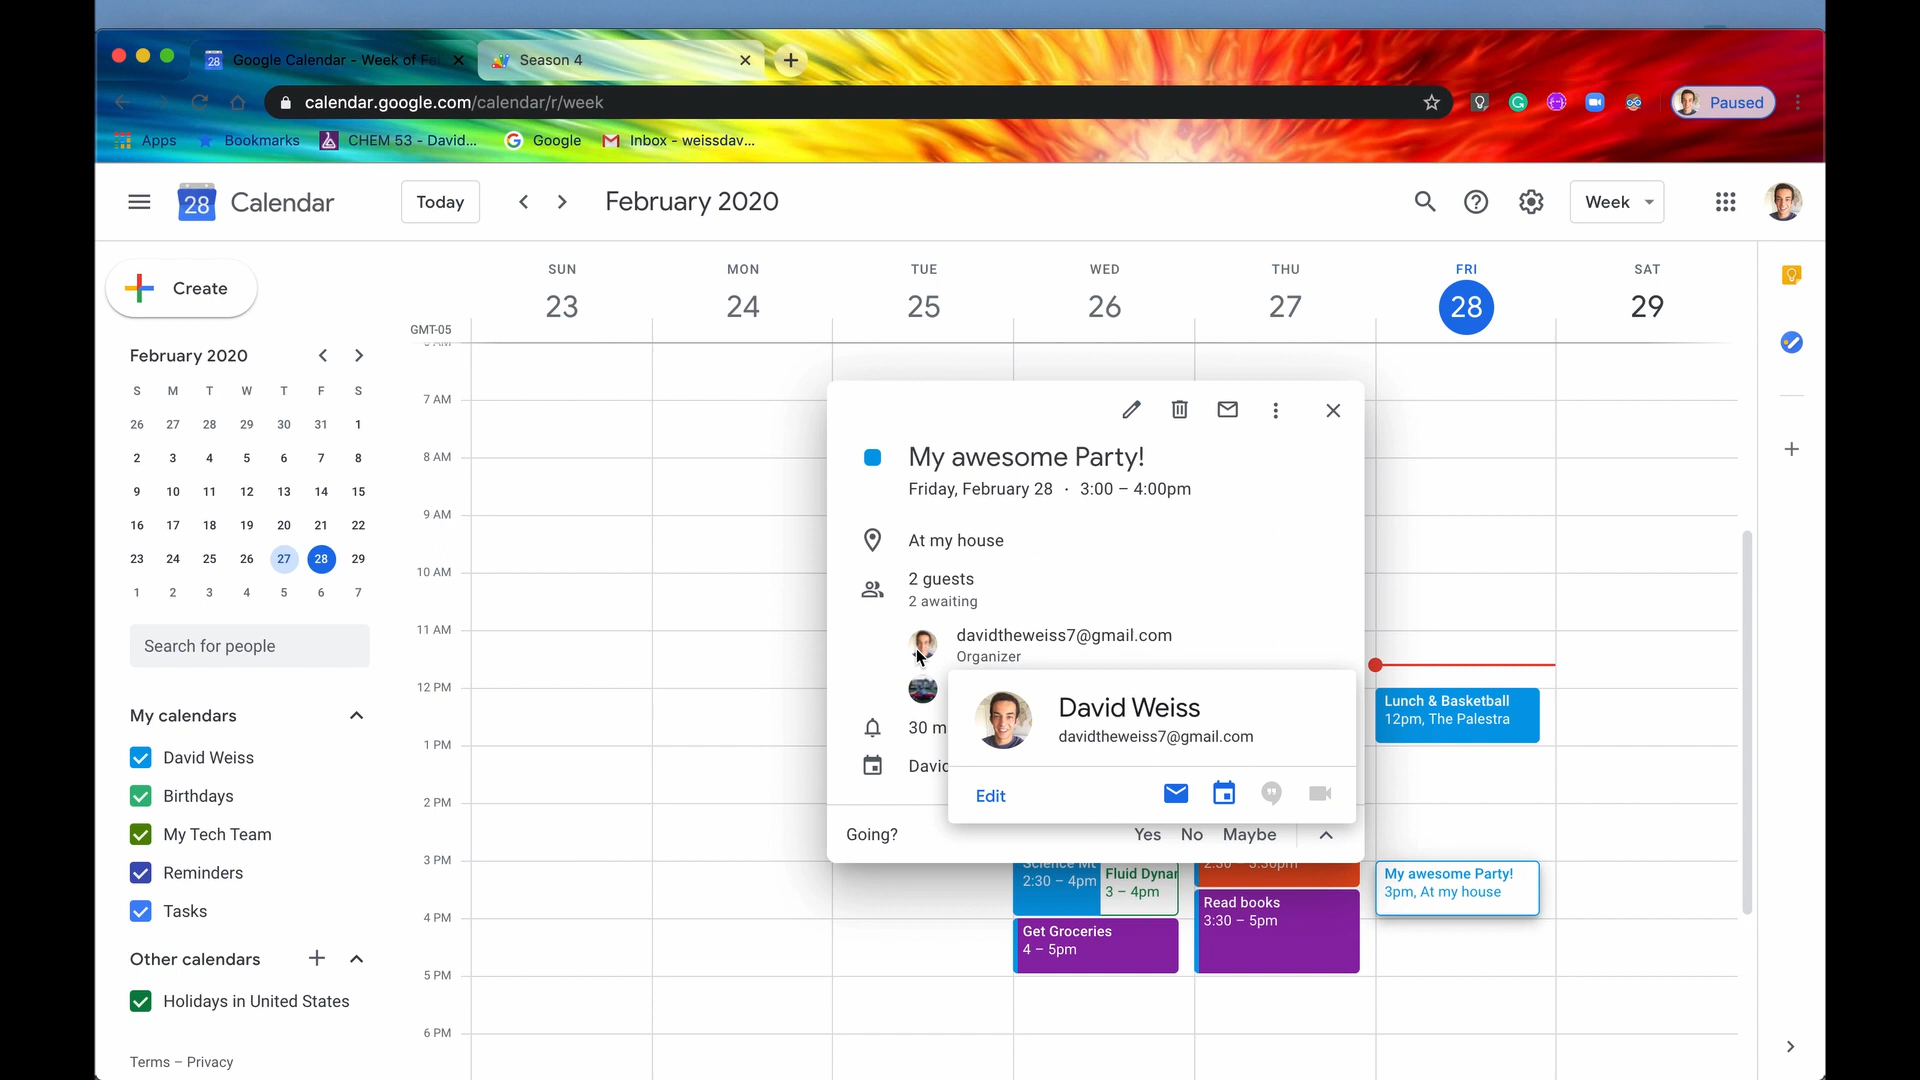 28 Google Calendar - Week of Fe
Season 4
calendar.google.com/calendar/r/week
Paused
Apps
Bookmarks
CHEM 53 - David...
Google
Inbox - weissdav...
28
Calendar
Today
February 2020
Week
Create
February 2020
S M T W T F S
26 27 28 29 30 31 1
2 3 4 5 6 7 8
9 10 11 12 13 14 15
16 17 18 19 20 21 22
23 24 25 26 27 28 29
1 2 3 4 5 6 7
Search for people
My calendars
David Weiss
Birthdays
My Tech Team
Reminders
Tasks
Other calendars
Holidays in United States
Terms – Privacy
SUN MON TUE WED THU FRI SAT
23 24 25 26 27 28 29
GMT-05
7 AM
8 AM
9 AM
10 AM
11 AM
12 PM
1 PM
2 PM
3 PM
4 PM
5 PM
6 PM
My awesome Party!
Friday, February 28 · 3:00 – 4:00pm
At my house
2 guests
2 awaiting
davidtheweiss7@gmail.com
Organizer
30 m
David Weiss
davidtheweiss7@gmail.com
Edit
Going?
Yes No Maybe
2:30 – 4pm
Fluid Dynar
3 – 4pm
Get Groceries
4 – 5pm
2:30 – 3:30pm
Read books
3:30 – 5pm
Lunch & Basketball
12pm, The Palestra
My awesome Party!
3pm, At my house